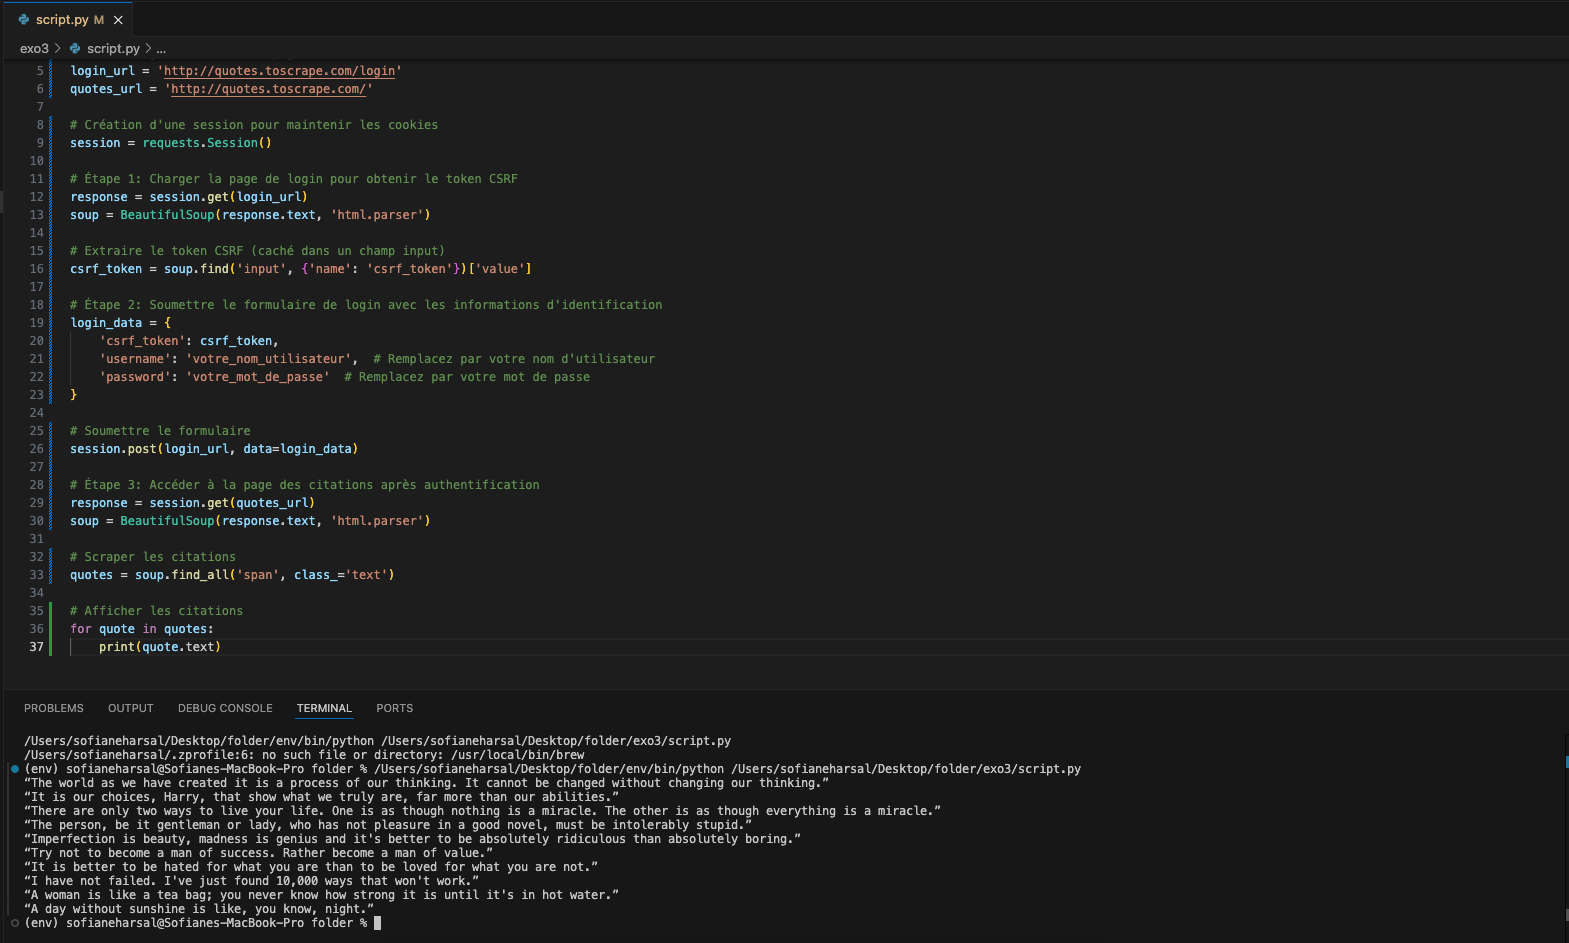 script.py M ×
exo3 > script.py > ...
5 login_url = 'http://quotes.toscrape.com/login'
6 quotes_url = 'http://quotes.toscrape.com/'
7
8 # Création d'une session pour maintenir les cookies
9 session = requests.Session()
10
11 # Étape 1: Charger la page de login pour obtenir le token CSRF
12 response = session.get(login_url)
13 soup = BeautifulSoup(response.text, 'html.parser')
14
15 # Extraire le token CSRF (caché dans un champ input)
16 csrf_token = soup.find('input', {'name': 'csrf_token'})['value']
17
18 # Étape 2: Soumettre le formulaire de login avec les informations d'identification
19 login_data = {
20     'csrf_token': csrf_token,
21     'username': 'votre_nom_utilisateur',  # Remplacez par votre nom d'utilisateur
22     'password': 'votre_mot_de_passe'  # Remplacez par votre mot de passe
23 }
24
25 # Soumettre le formulaire
26 session.post(login_url, data=login_data)
27
28 # Étape 3: Accéder à la page des citations après authentification
29 response = session.get(quotes_url)
30 soup = BeautifulSoup(response.text, 'html.parser')
31
32 # Scraper les citations
33 quotes = soup.find_all('span', class_='text')
34
35 # Afficher les citations
36 for quote in quotes:
37     print(quote.text)
PROBLEMS OUTPUT DEBUG CONSOLE TERMINAL PORTS
/Users/sofianeharsal/Desktop/folder/env/bin/python /Users/sofianeharsal/Desktop/folder/exo3/script.py
/Users/sofianeharsal/.zprofile:6: no such file or directory: /usr/local/bin/brew
(env) sofianeharsal@Sofianes-MacBook-Pro folder % /Users/sofianeharsal/Desktop/folder/env/bin/python /Users/sofianeharsal/Desktop/folder/exo3/script.py
“The world as we have created it is a process of our thinking. It cannot be changed without changing our thinking.”
“It is our choices, Harry, that show what we truly are, far more than our abilities.”
“There are only two ways to live your life. One is as though nothing is a miracle. The other is as though everything is a miracle.”
“The person, be it gentleman or lady, who has not pleasure in a good novel, must be intolerably stupid.”
“Imperfection is beauty, madness is genius and it's better to be absolutely ridiculous than absolutely boring.”
“Try not to become a man of success. Rather become a man of value.”
“It is better to be hated for what you are than to be loved for what you are not.”
“I have not failed. I've just found 10,000 ways that won't work.”
“A woman is like a tea bag; you never know how strong it is until it's in hot water.”
“A day without sunshine is like, you know, night.”
(env) sofianeharsal@Sofianes-MacBook-Pro folder %